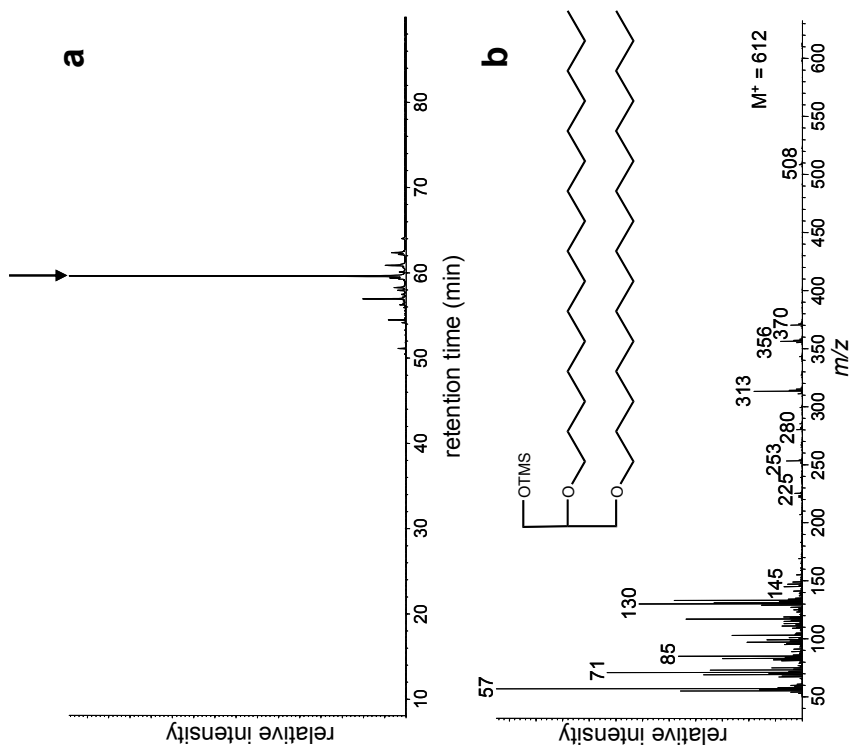 a
relative intensity
10 20 30 40 50 60 70 80
retention time (min)
b
OTMS
O
O
M+ = 612
57
71
85
130
145
225
253
280
313
356
370
508
relative intensity
50 100 150 200 250 300 350 400 450 500 550 600
m/z